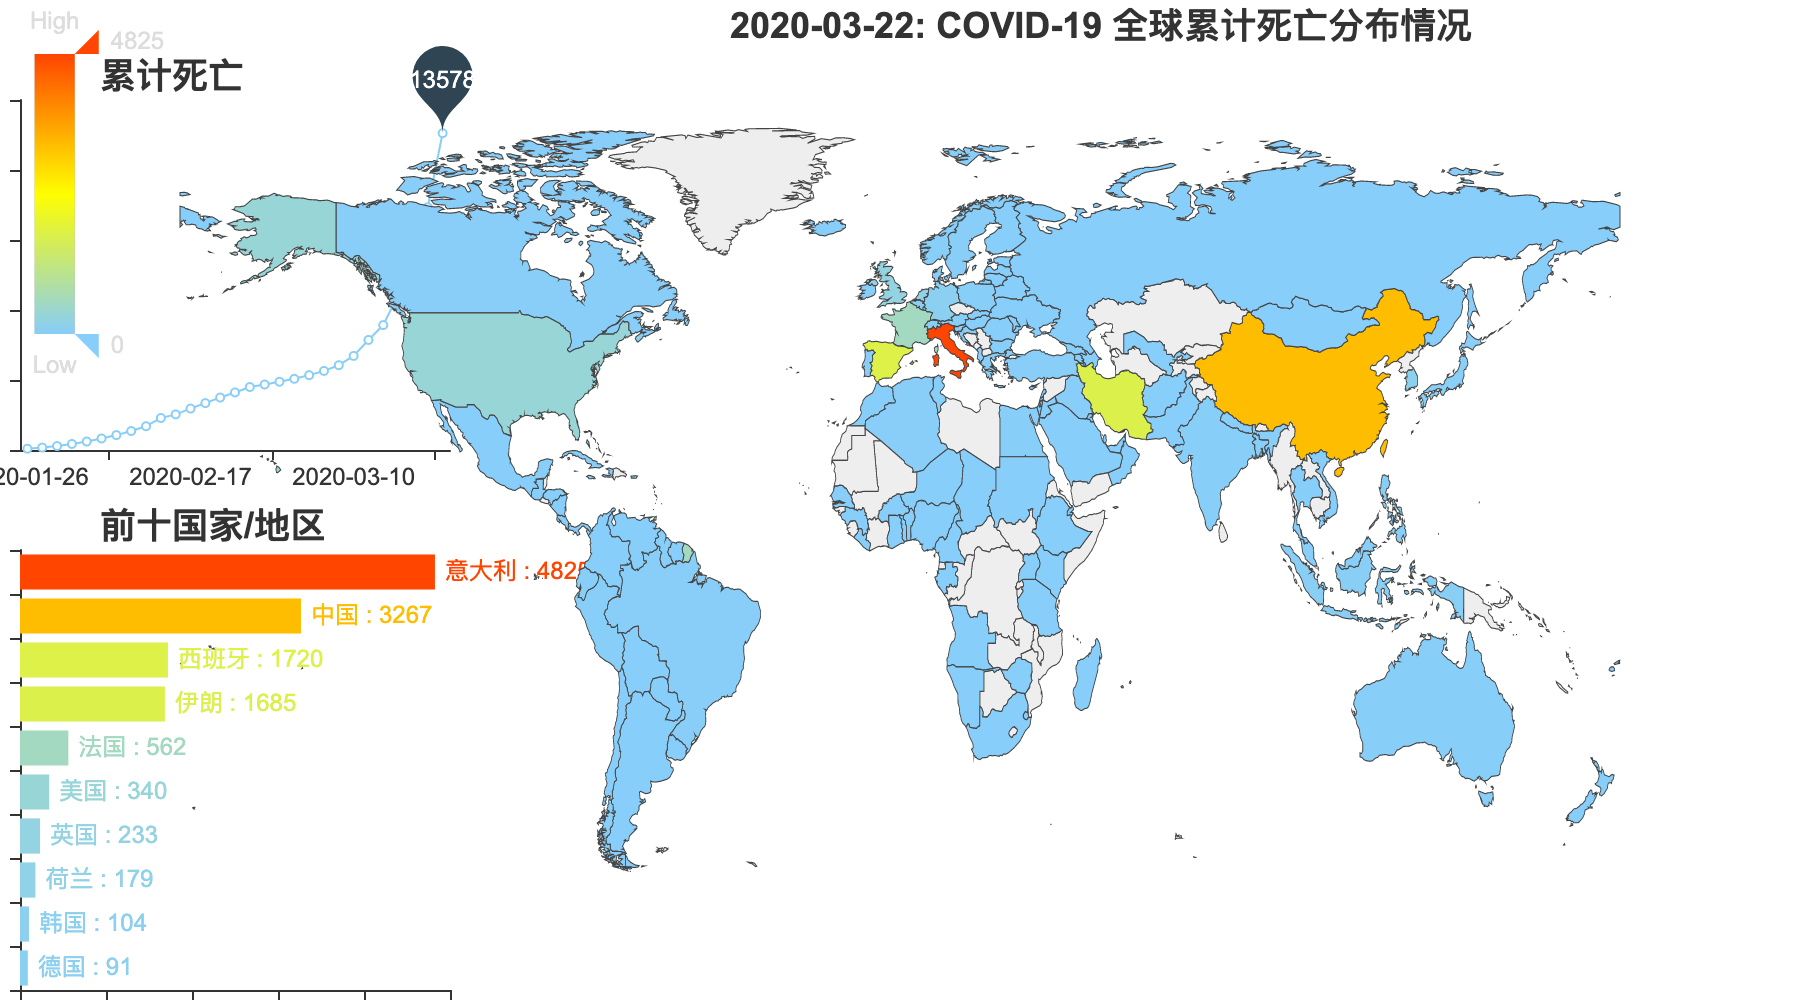 2020-03-22: COVID-19 全球累计死亡分布情况
High
4825
累计死亡
13578
0
Low
20-01-26
2020-02-17
2020-03-10
前十国家/地区
意大利 : 4825
中国 : 3267
西班牙 : 1720
伊朗 : 1685
法国 : 562
美国 : 340
英国 : 233
荷兰 : 179
韩国 : 104
德国 : 91